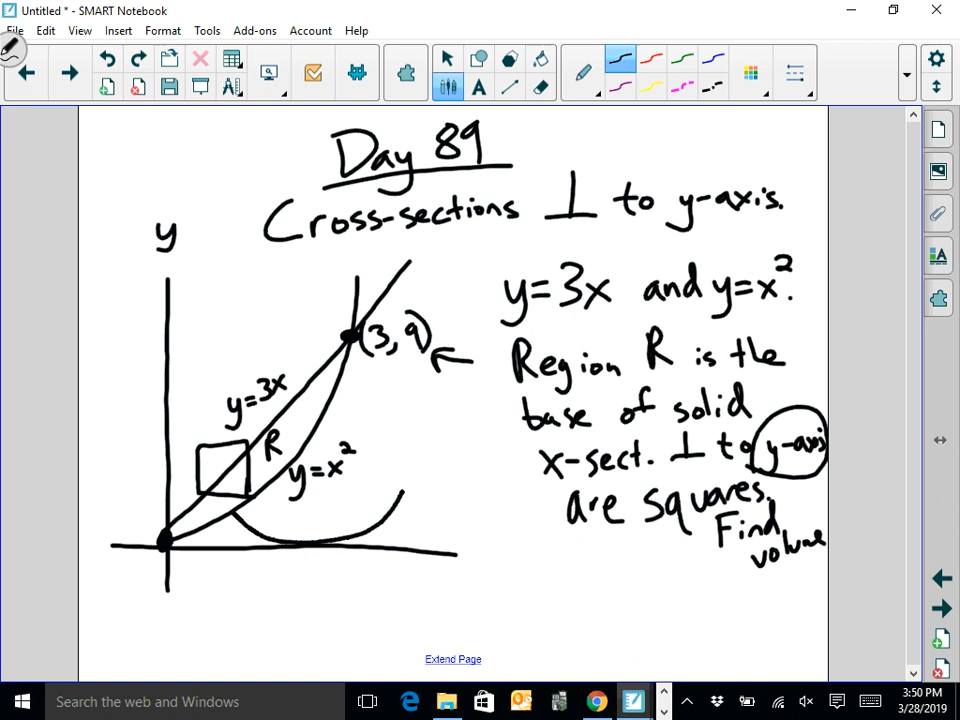 Untitled * - SMART Notebook
File Edit View Insert Format Tools Add-ons Account Help
Day 89
Cross-sections ⊥ to y-axis.
y
y=3x and y=x².
(3, 9)
Region R is the
base of solid
y=3x
R
x-sect. ⊥ to y-axis
y=x²
are squares.
Find
volume
Extend Page
Search the web and Windows
3:50 PM
3/28/2019